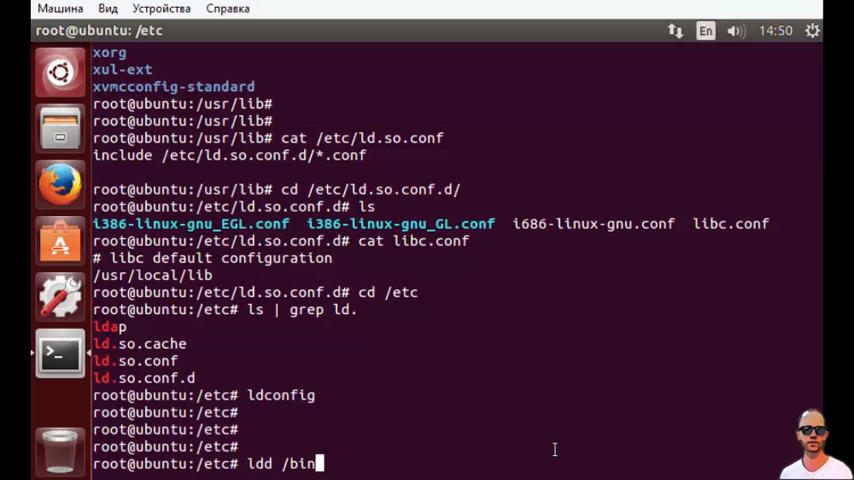 Машина Вид Устройства Справка
root@ubuntu: /etc En 14:50
xorg
xul-ext
xvmcconfig-standard
root@ubuntu:/usr/lib#
root@ubuntu:/usr/lib#
root@ubuntu:/usr/lib# cat /etc/ld.so.conf
include /etc/ld.so.conf.d/*.conf
root@ubuntu:/usr/lib# cd /etc/ld.so.conf.d/
root@ubuntu:/etc/ld.so.conf.d# ls
i386-linux-gnu_EGL.conf i386-linux-gnu_GL.conf i686-linux-gnu.conf libc.conf
root@ubuntu:/etc/ld.so.conf.d# cat libc.conf
# libc default configuration
/usr/local/lib
root@ubuntu:/etc/ld.so.conf.d# cd /etc
root@ubuntu:/etc# ls | grep ld.
ldap
ld.so.cache
ld.so.conf
ld.so.conf.d
root@ubuntu:/etc# ldconfig
root@ubuntu:/etc#
root@ubuntu:/etc#
root@ubuntu:/etc#
root@ubuntu:/etc# ldd /bin